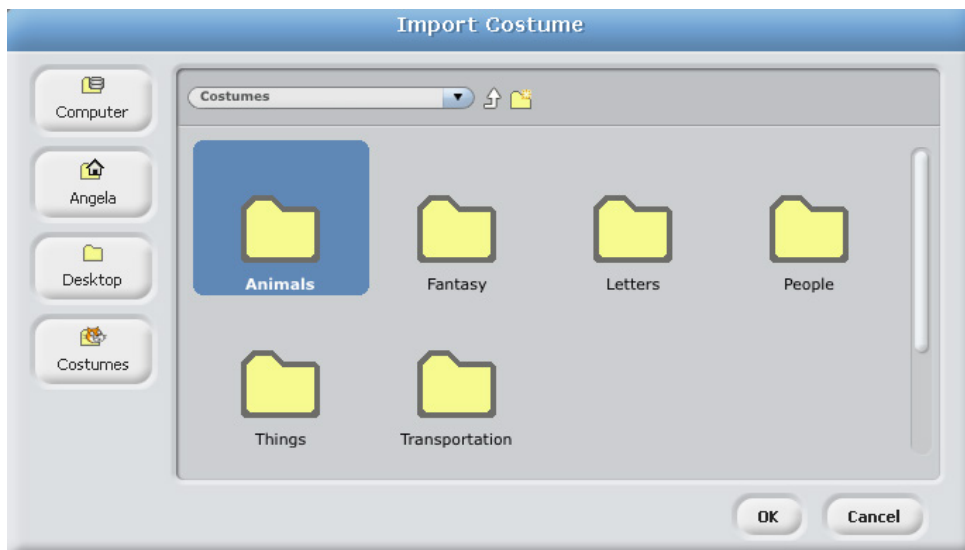 Import Costume
Computer
Angela
Desktop
Costumes
Costumes
Animals
Fantasy
Letters
People
Things
Transportation
OK
Cancel